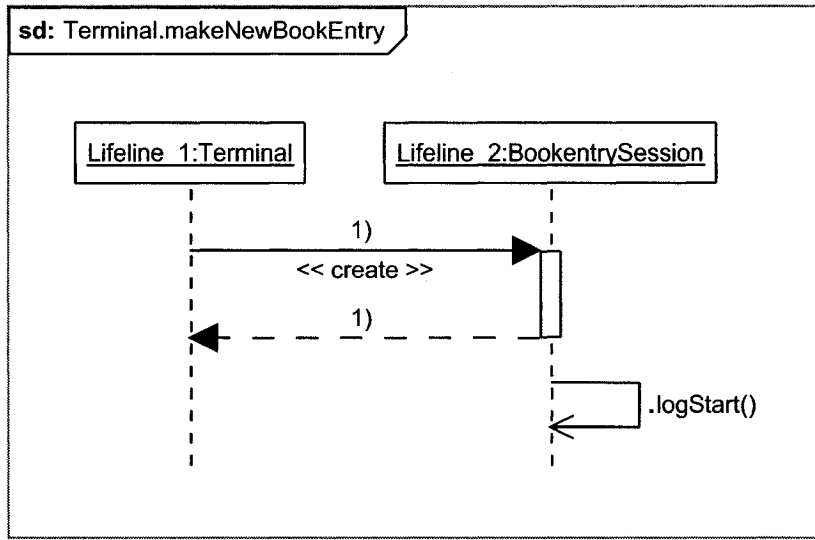 sd: Terminal.makeNewBookEntry
Lifeline_1:Terminal
Lifeline_2:BookentrySession
1)
<< create >>
1)
.logStart()